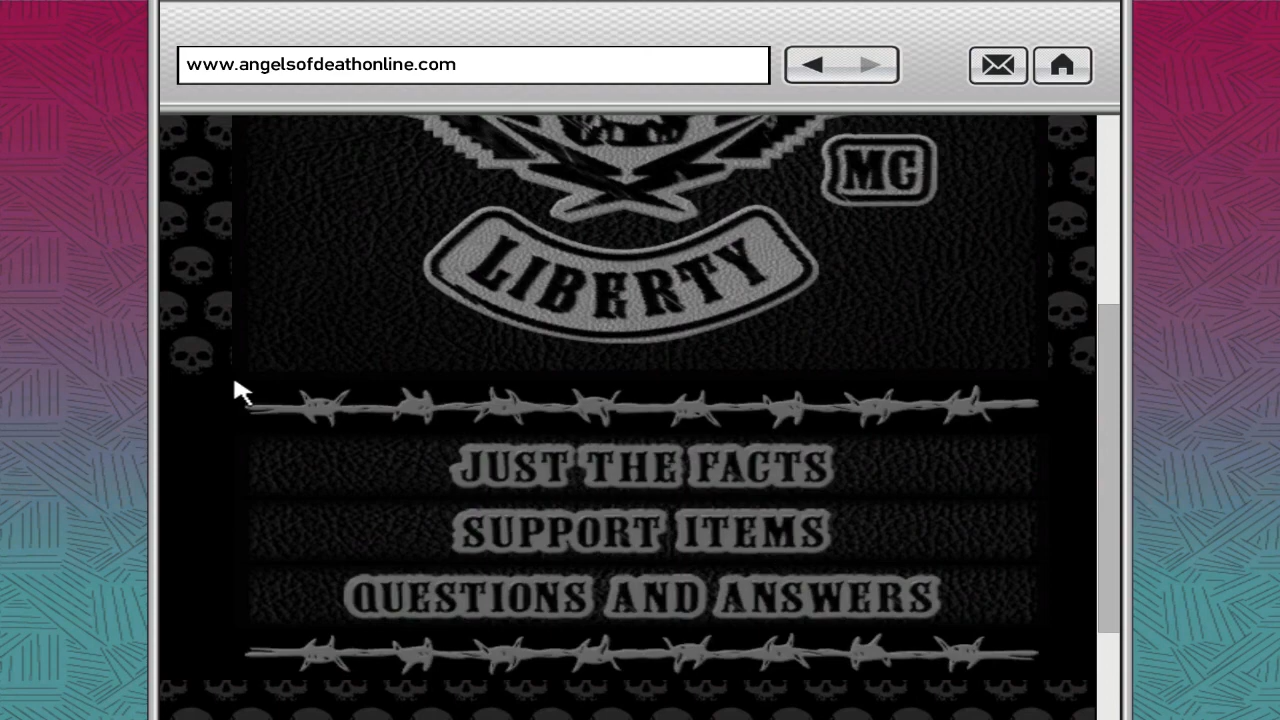 www.angelsofdeathonline.com
MC
LIBERTY
JUST THE FACTS
SUPPORT ITEMS
QUESTIONS AND ANSWERS